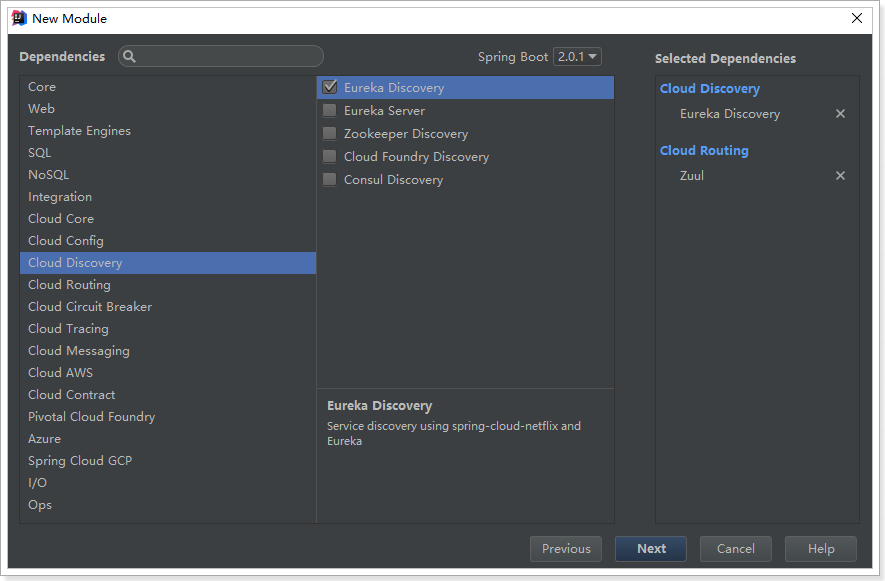 New Module
Dependencies
Spring Boot 2.0.1
Selected Dependencies
Core
Web
Template Engines
SQL
NoSQL
Integration
Cloud Core
Cloud Config
Cloud Discovery
Cloud Routing
Cloud Circuit Breaker
Cloud Tracing
Cloud Messaging
Cloud AWS
Cloud Contract
Pivotal Cloud Foundry
Azure
Spring Cloud GCP
I/O
Ops
Eureka Discovery
Eureka Server
Zookeeper Discovery
Cloud Foundry Discovery
Consul Discovery
Eureka Discovery
Service discovery using spring-cloud-netflix and
Eureka
Cloud Discovery
Eureka Discovery
Cloud Routing
Zuul
Previous
Next
Cancel
Help